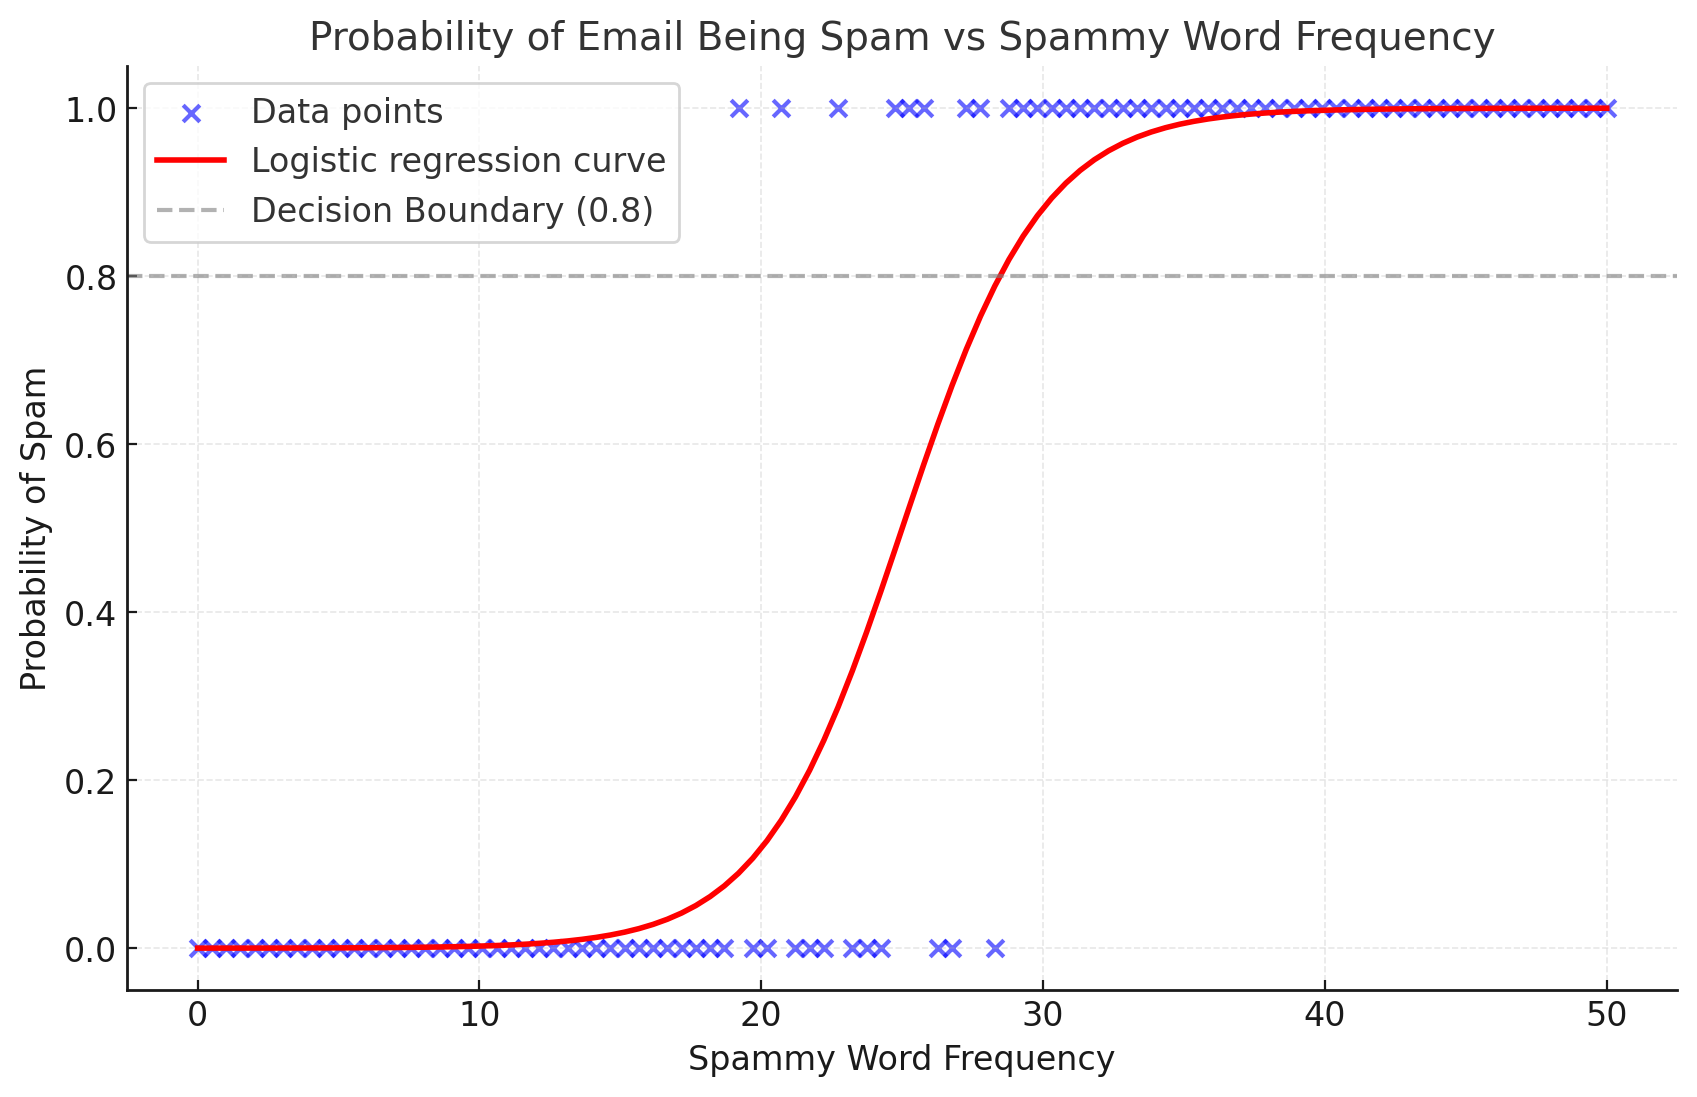 Probability of Email Being Spam vs Spammy Word Frequency
Data points
Logistic regression curve
Decision Boundary (0.8)
Probability of Spam
1.0
0.8
0.6
0.4
0.2
0.0
0 10 20 30 40 50
Spammy Word Frequency